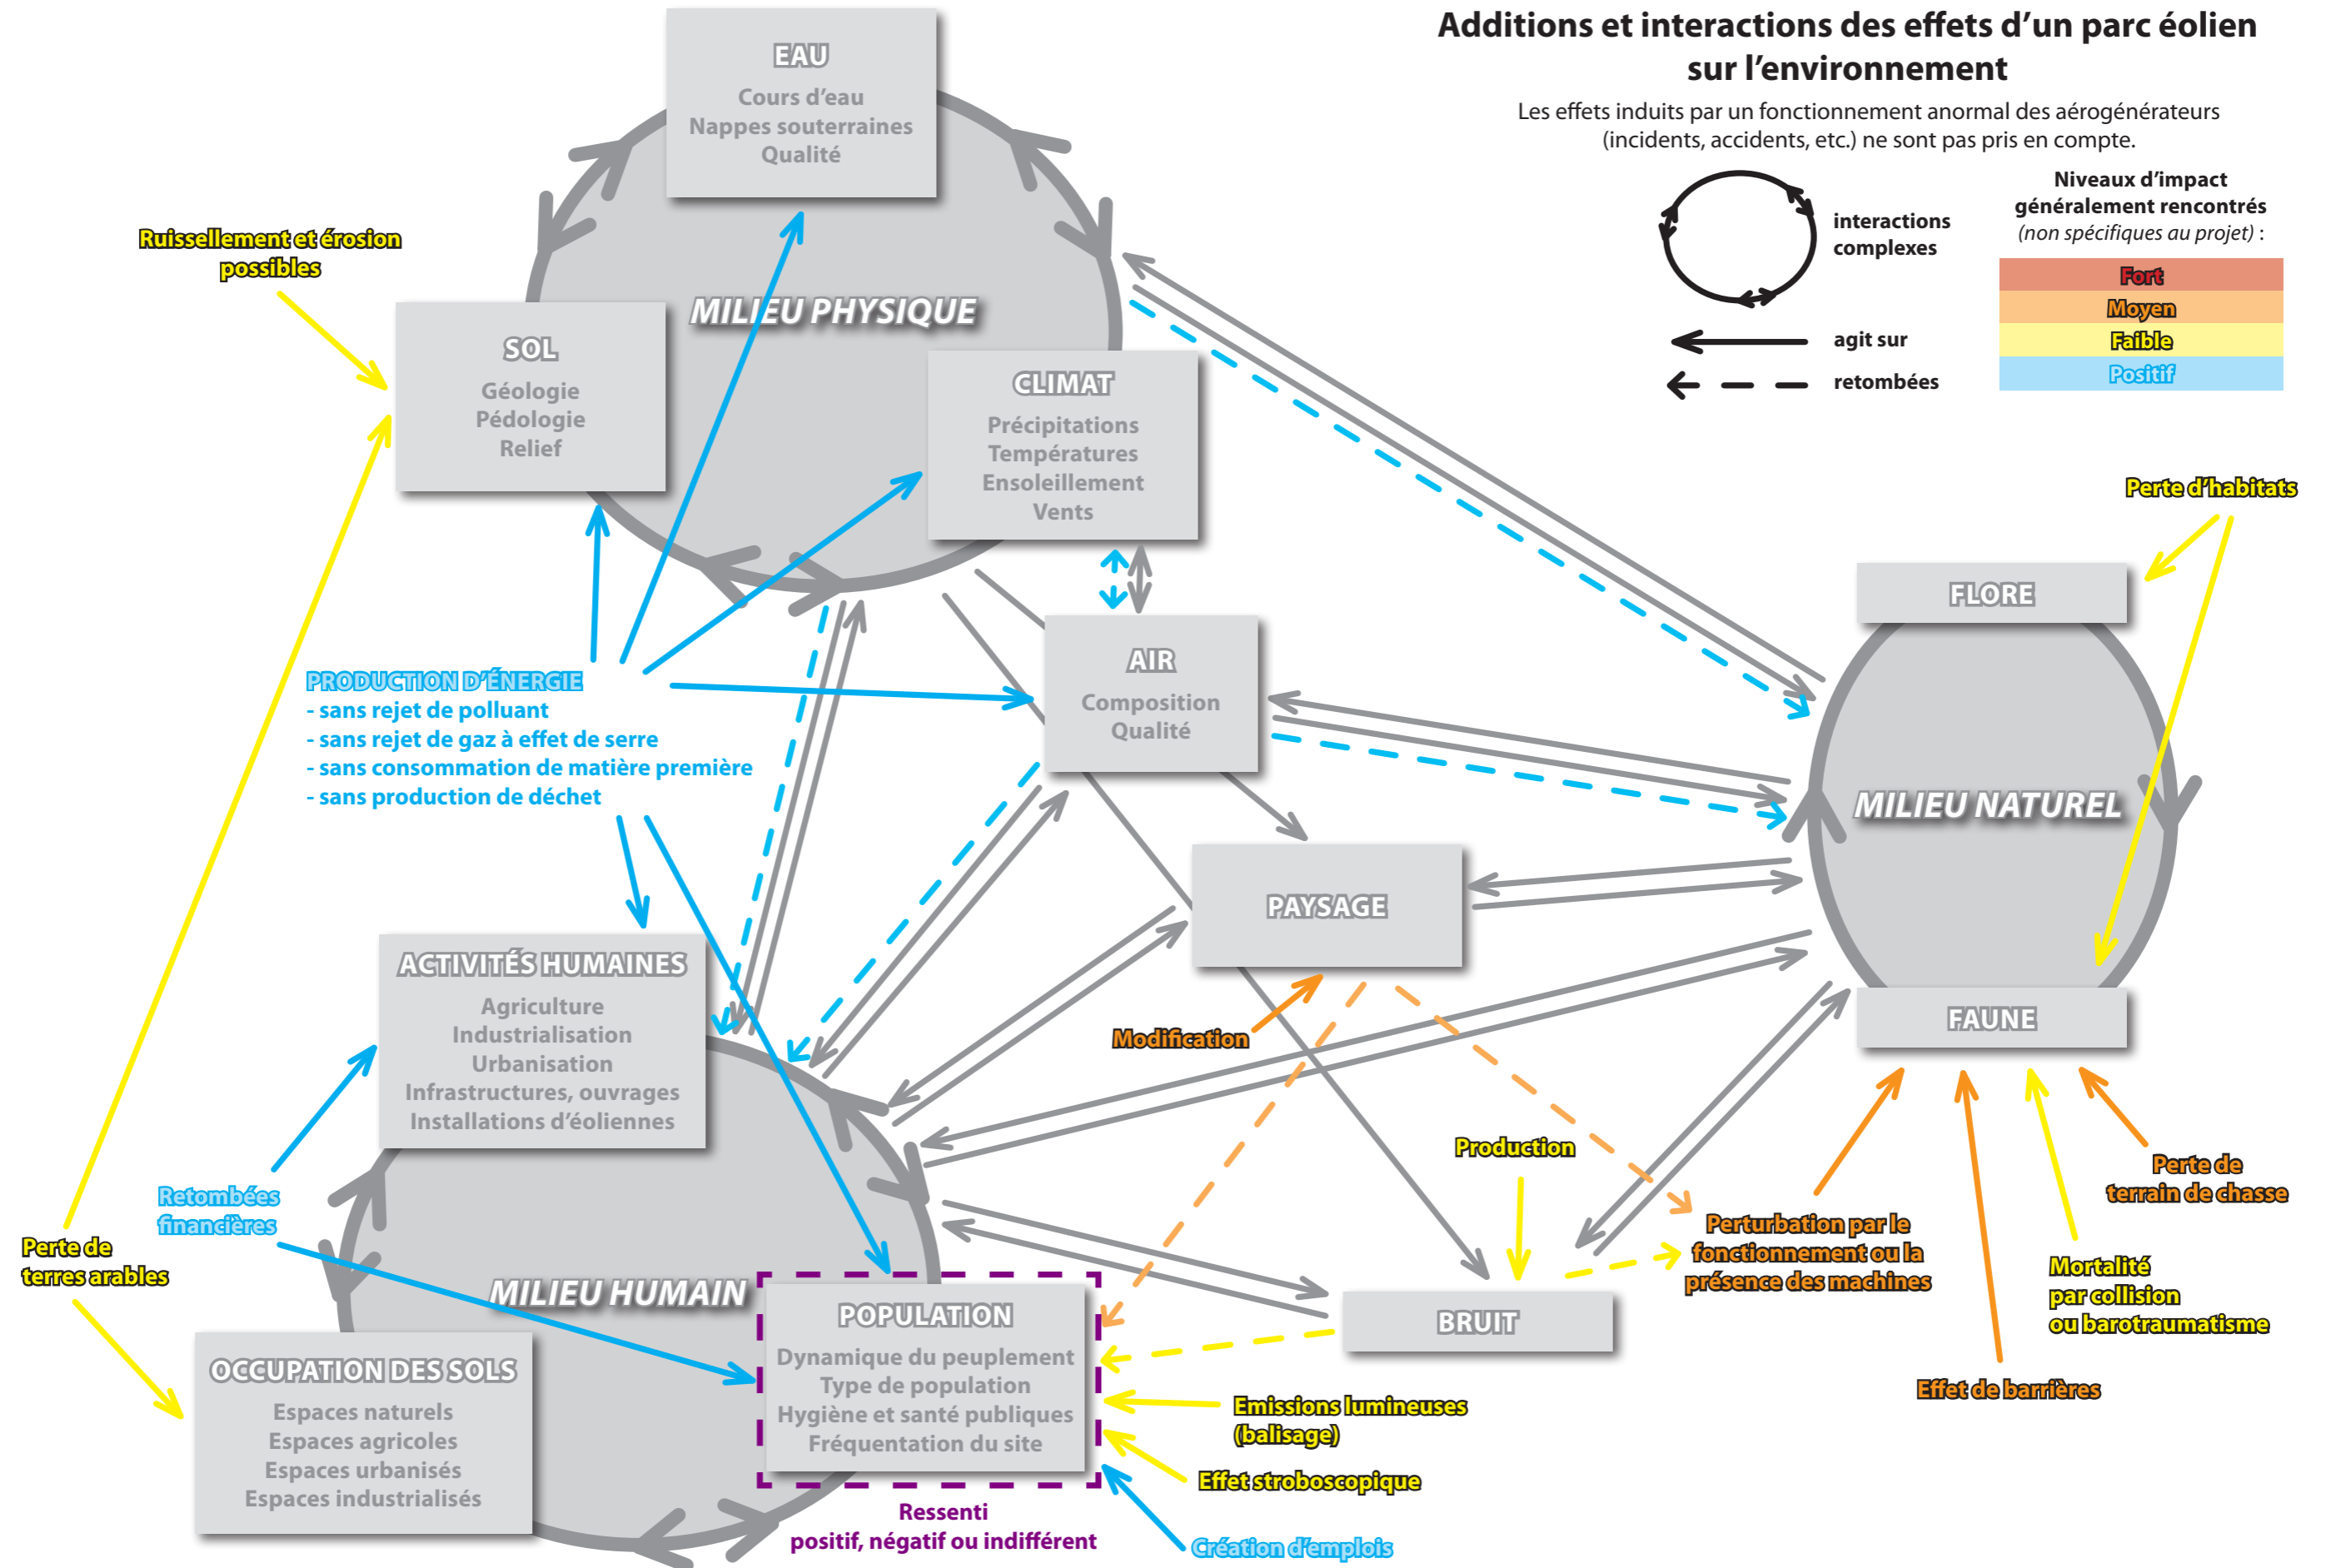 Additions et interactions des effets d’un parc éolien
sur l’environnement
Les effets induits par un fonctionnement anormal des aérogénérateurs
(incidents, accidents, etc.) ne sont pas pris en compte.
interactions
complexes
agit sur
retombées
Niveaux d’impact
généralement rencontrés
(non spécifiques au projet) :
Fort
Moyen
Faible
Positif
EAU
Cours d’eau
Nappes souterraines
Qualité
Ruissellement et érosion
possibles
MILIEU PHYSIQUE
SOL
Géologie
Pédologie
Relief
CLIMAT
Précipitations
Températures
Ensoleillement
Vents
Perte d’habitats
FLORE
AIR
Composition
Qualité
PRODUCTION D’ÉNERGIE
- sans rejet de polluant
- sans rejet de gaz à effet de serre
- sans consommation de matière première
- sans production de déchet
MILIEU NATUREL
PAYSAGE
ACTIVITÉS HUMAINES
Agriculture
Industrialisation
Urbanisation
Infrastructures, ouvrages
Installations d’éoliennes
Modification
FAUNE
Production
Perte de
terrain de chasse
Retombées
financières
Perturbation par le
fonctionnement ou la
présence des machines
Perte de
terres arables
Mortalité
par collision
ou barotraumatisme
MILIEU HUMAIN
POPULATION
Dynamique du peuplement
Type de population
Hygiène et santé publiques
Fréquentation du site
BRUIT
OCCUPATION DES SOLS
Espaces naturels
Espaces agricoles
Espaces urbanisés
Espaces industrialisés
Effet de barrières
Emissions lumineuses
(balisage)
Effet stroboscopique
Ressenti
positif, négatif ou indifférent
Création d’emplois